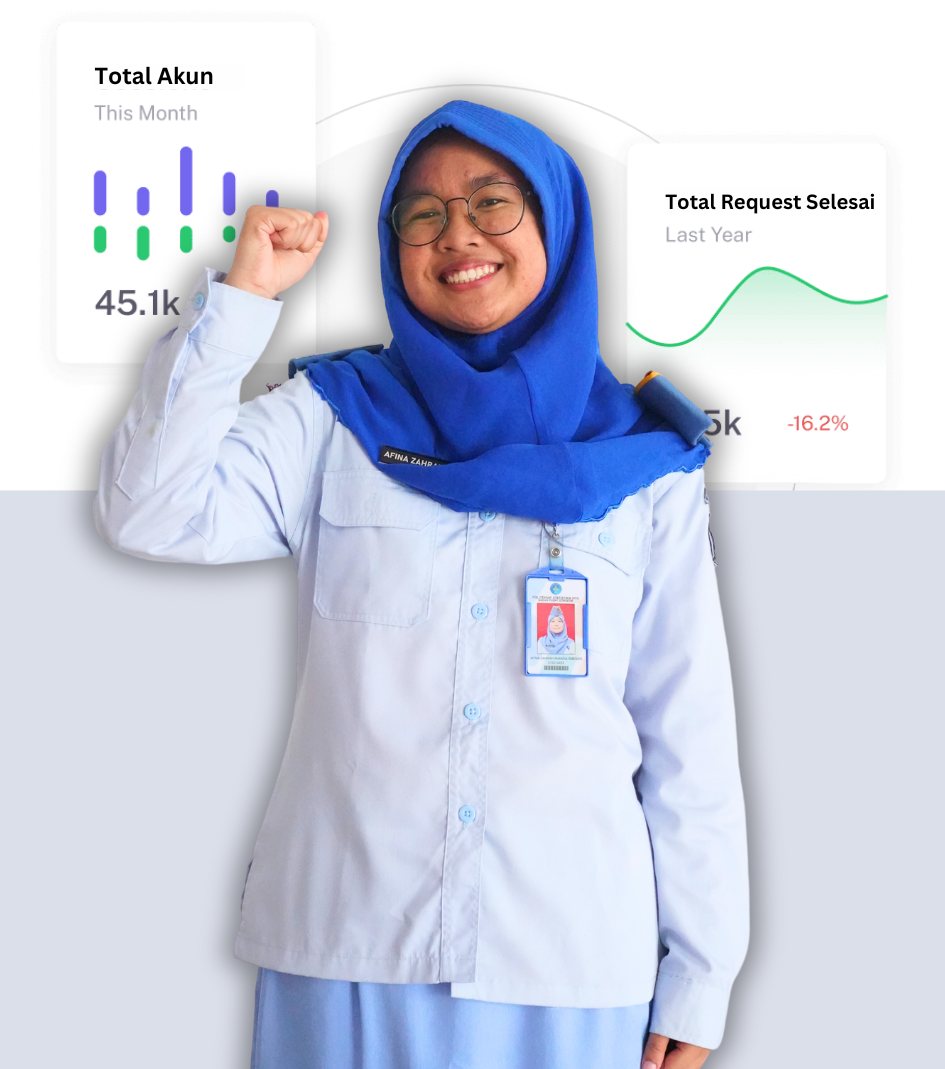 Total Akun
This Month
45.1k
Total Request Selesai
Last Year
5k
-16.2%
AFINA ZAHRA